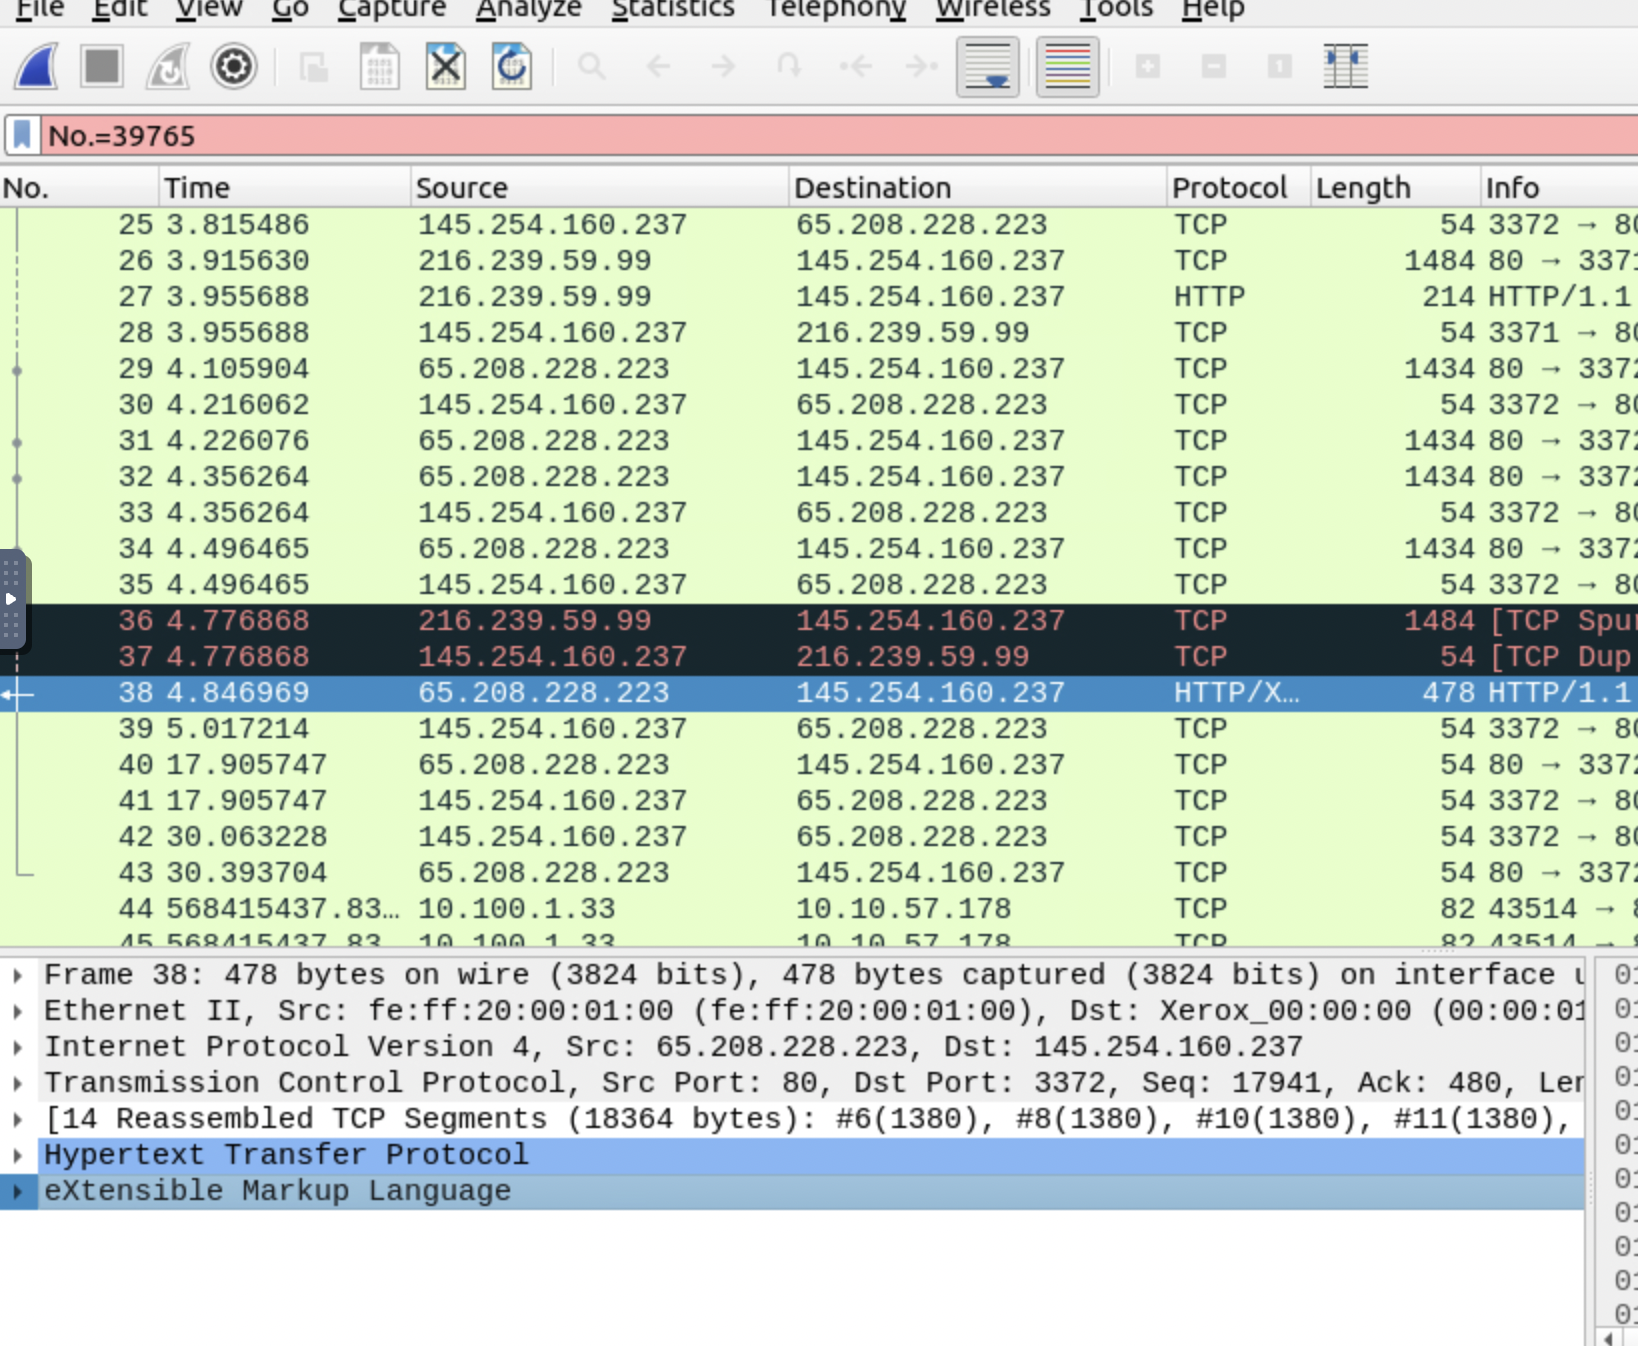 File Edit View Go Capture Analyze Statistics Telephony Wireless Tools Help
No.=39765
No. Time Source Destination Protocol Length Info
25 3.815486 145.254.160.237 65.208.228.223 TCP 54 3372 → 80
26 3.915630 216.239.59.99 145.254.160.237 TCP 1484 80 → 3371
27 3.955688 216.239.59.99 145.254.160.237 HTTP 214 HTTP/1.1
28 3.955688 145.254.160.237 216.239.59.99 TCP 54 3371 → 80
29 4.105904 65.208.228.223 145.254.160.237 TCP 1434 80 → 3372
30 4.216062 145.254.160.237 65.208.228.223 TCP 54 3372 → 80
31 4.226076 65.208.228.223 145.254.160.237 TCP 1434 80 → 3372
32 4.356264 65.208.228.223 145.254.160.237 TCP 1434 80 → 3372
33 4.356264 145.254.160.237 65.208.228.223 TCP 54 3372 → 80
34 4.496465 65.208.228.223 145.254.160.237 TCP 1434 80 → 3372
35 4.496465 145.254.160.237 65.208.228.223 TCP 54 3372 → 80
36 4.776868 216.239.59.99 145.254.160.237 TCP 1484 [TCP Spur
37 4.776868 145.254.160.237 216.239.59.99 TCP 54 [TCP Dup
38 4.846969 65.208.228.223 145.254.160.237 HTTP/X… 478 HTTP/1.1
39 5.017214 145.254.160.237 65.208.228.223 TCP 54 3372 → 80
40 17.905747 65.208.228.223 145.254.160.237 TCP 54 80 → 3372
41 17.905747 145.254.160.237 65.208.228.223 TCP 54 3372 → 80
42 30.063228 145.254.160.237 65.208.228.223 TCP 54 3372 → 80
43 30.393704 65.208.228.223 145.254.160.237 TCP 54 80 → 3372
44 568415437.83… 10.100.1.33 10.10.57.178 TCP 82 43514 → 8
45 568415437.83 10.100.1.33 10.10.57.178 TCP 82 43514 →
Frame 38: 478 bytes on wire (3824 bits), 478 bytes captured (3824 bits) on interface u
Ethernet II, Src: fe:ff:20:00:01:00 (fe:ff:20:00:01:00), Dst: Xerox_00:00:00 (00:00:01
Internet Protocol Version 4, Src: 65.208.228.223, Dst: 145.254.160.237
Transmission Control Protocol, Src Port: 80, Dst Port: 3372, Seq: 17941, Ack: 480, Len
[14 Reassembled TCP Segments (18364 bytes): #6(1380), #8(1380), #10(1380), #11(1380),
Hypertext Transfer Protocol
eXtensible Markup Language